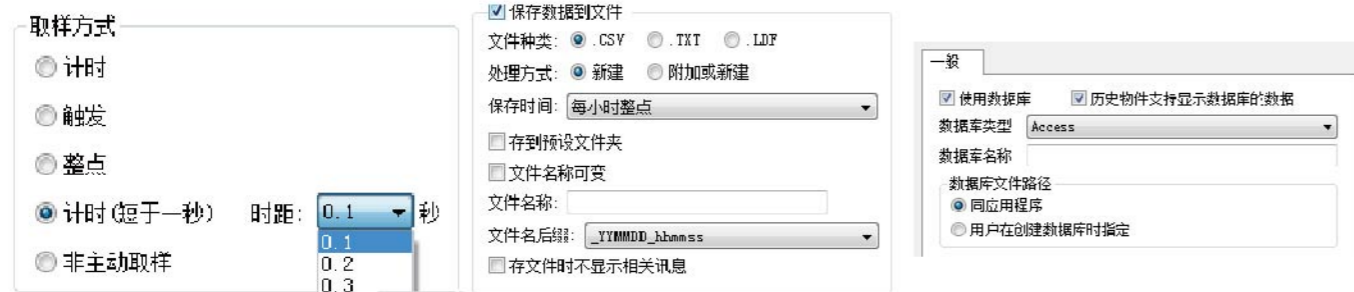 取样方式
计时
触发
整点
计时(短于一秒) 时距: 0.1 秒
0.1
0.2
0.3
非主动取样
保存数据到文件
文件种类: .CSV .TXT .LDF
处理方式: 新建 附加或新建
保存时间: 每小时整点
存到预设文件夹
文件名称可变
文件名称:
文件名后缀: _YYMMDD_hhmmss
存文件时不显示相关讯息
一般
使用数据库 历史物件支持显示数据库的数据
数据库类型 Access
数据库名称
数据库文件路径
同应用程序
用户在创建数据库时指定